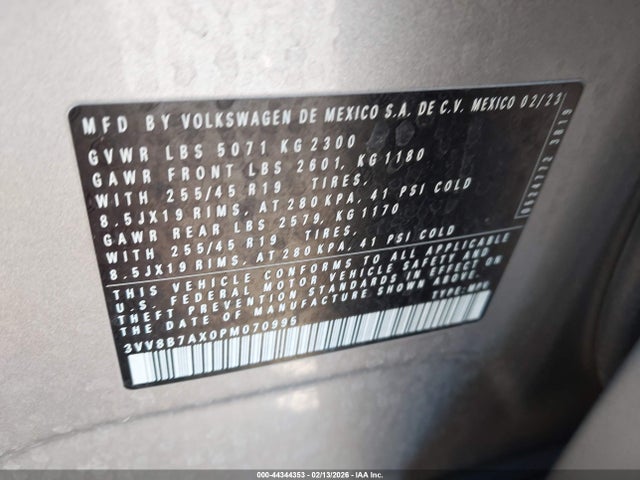 MFD BY VOLKSWAGEN DE MEXICO S.A. DE C.V. MEXICO 02/23
GVWR LBS 5071 KG 2300
GAWR FRONT LBS 2601, KG 1180
WITH 255/45 R19 TIRES,
8.5JX19 RIMS, AT 280 KPA, 41 PSI COLD
GAWR REAR LBS 2579, KG 1170
WITH 255/45 R19 TIRES,
8.5JX19 RIMS, AT 280 KPA, 41 PSI COLD
THIS VEHICLE CONFORMS TO ALL APPLICABLE
U.S. FEDERAL MOTOR VEHICLE SAFETY AND
THEFT PREVENTION STANDARDS IN EFFECT ON
THE DATE OF MANUFACTURE SHOWN ABOVE.
3VV8B7AX0PM070995
TYPE: MPV
3819
000-44344353 - 02/13/2026 - IAA Inc.